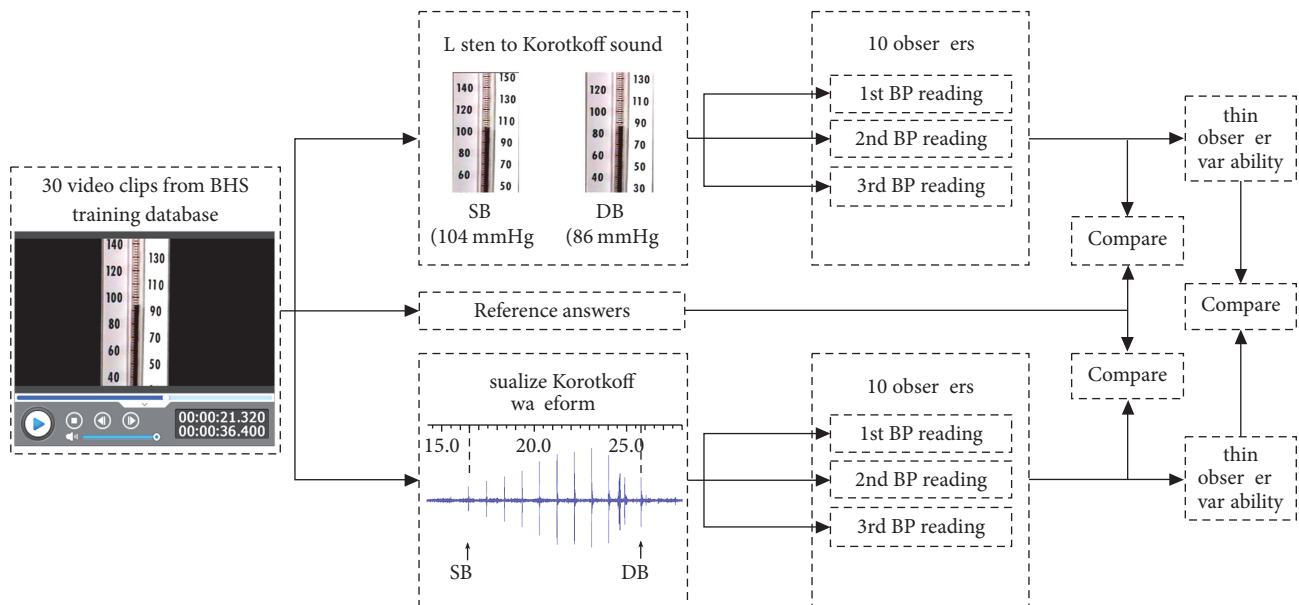 30 video clips from BHS
training database
140
120
100
80
60
40
130
110
90
70
50
00:00:21.320
00:00:36.400
L sten to Korotkoff sound
140
120
100
80
60
150
130
110
90
70
50
120
100
80
60
40
130
110
90
70
50
30
SB
(104 mmHg
DB
(86 mmHg
Reference answers
sualize Korotkoff
wa eform
15.0
20.0
25.0
SB
DB
10 obser ers
1st BP reading
2nd BP reading
3rd BP reading
10 obser ers
1st BP reading
2nd BP reading
3rd BP reading
Compare
Compare
thin
obser er
var ability
Compare
thin
obser er
var ability